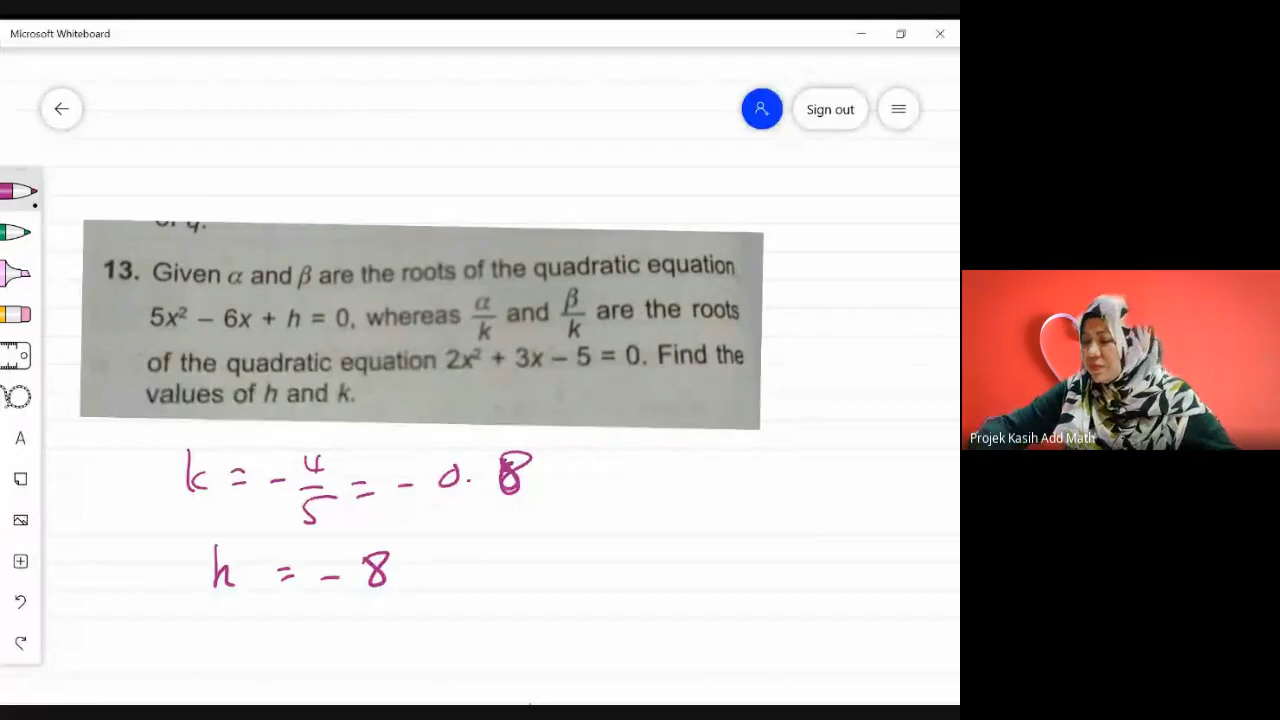 Microsoft Whiteboard
Sign out
13. Given α and β are the roots of the quadratic equation
5x² − 6x + h = 0, whereas α/k and β/k are the roots
of the quadratic equation 2x² + 3x − 5 = 0. Find the
values of h and k.
k = - 4/5 = - 0.8
h = - 8
A
Projek Kasih Add Math